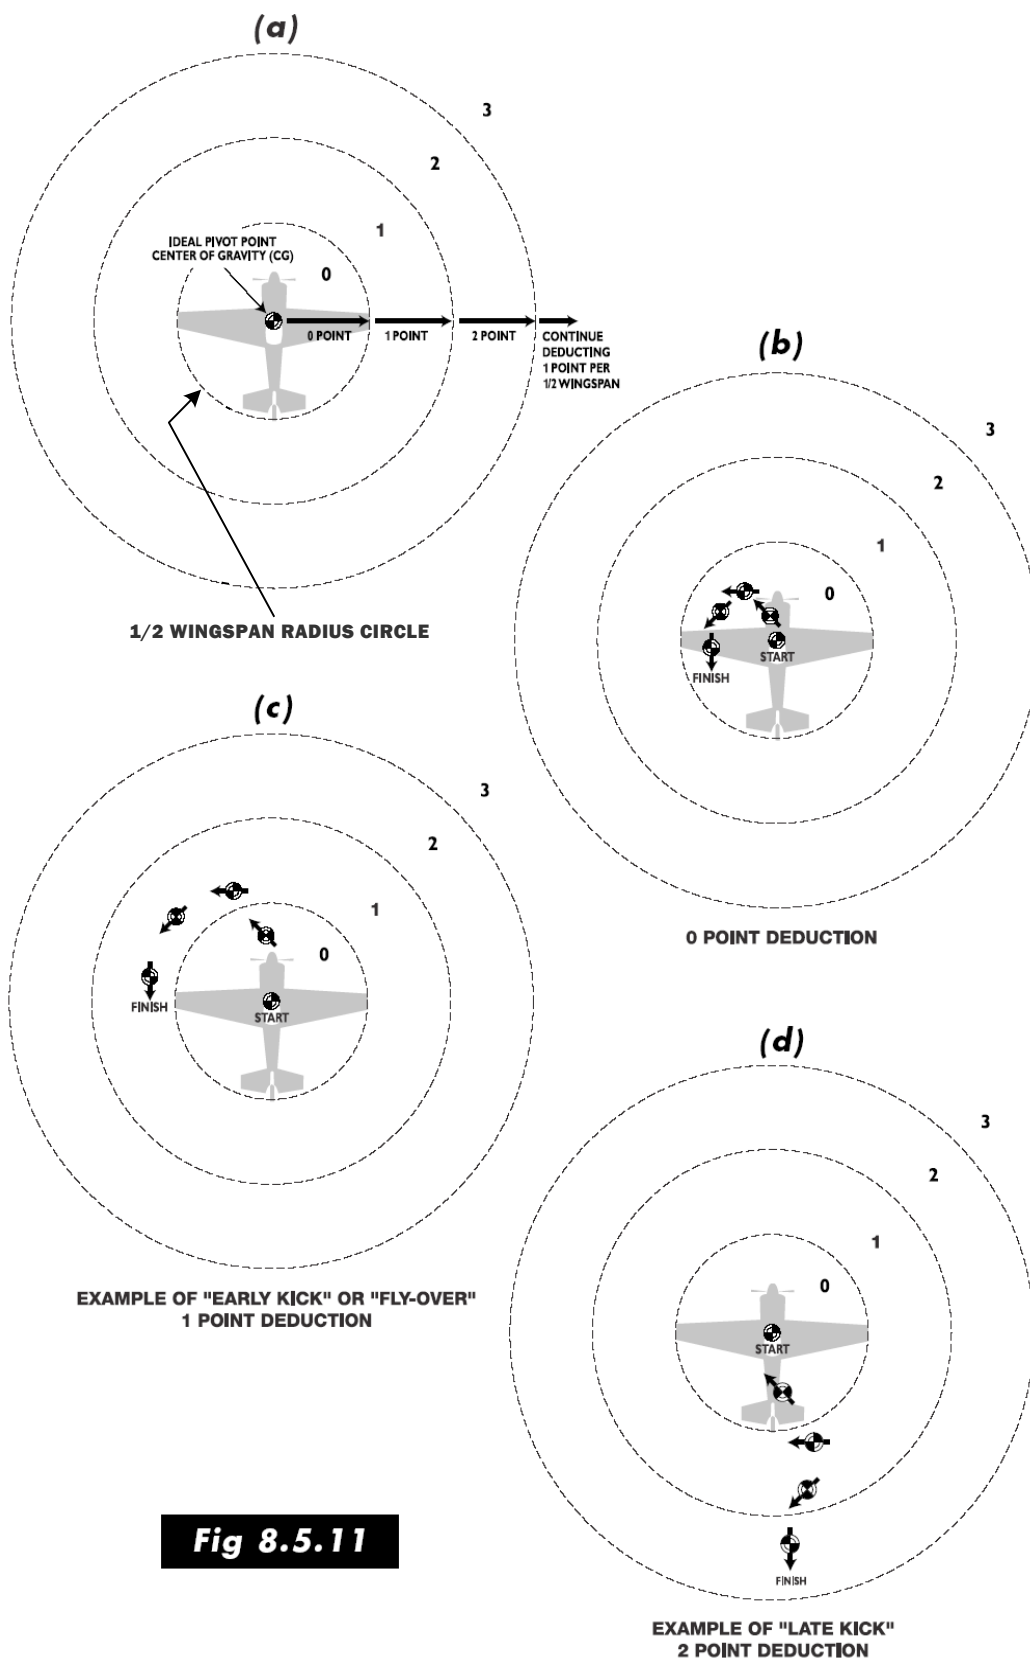 (a)
3
2
1
IDEAL PIVOT POINT
CENTER OF GRAVITY (CG)
0
0 POINT
1 POINT
2 POINT
CONTINUE
DEDUCTING
1 POINT PER
1/2 WINGSPAN
1/2 WINGSPAN RADIUS CIRCLE
(b)
3
2
1
0
START
FINISH
0 POINT DEDUCTION
(c)
3
2
1
0
START
FINISH
EXAMPLE OF "EARLY KICK" OR "FLY-OVER"
1 POINT DEDUCTION
(d)
3
2
1
0
START
FINISH
EXAMPLE OF "LATE KICK"
2 POINT DEDUCTION
Fig 8.5.11